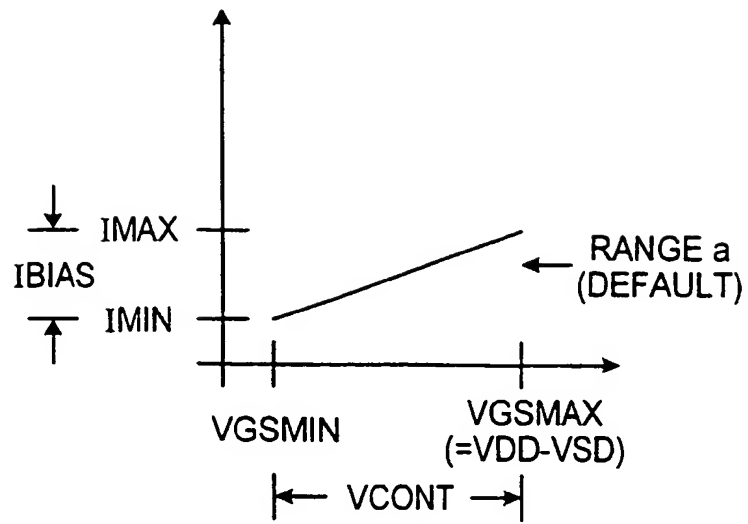 IMAX
IBIAS
IMIN
RANGE a
(DEFAULT)
VGSMIN
VGSMAX
(=VDD-VSD)
VCONT